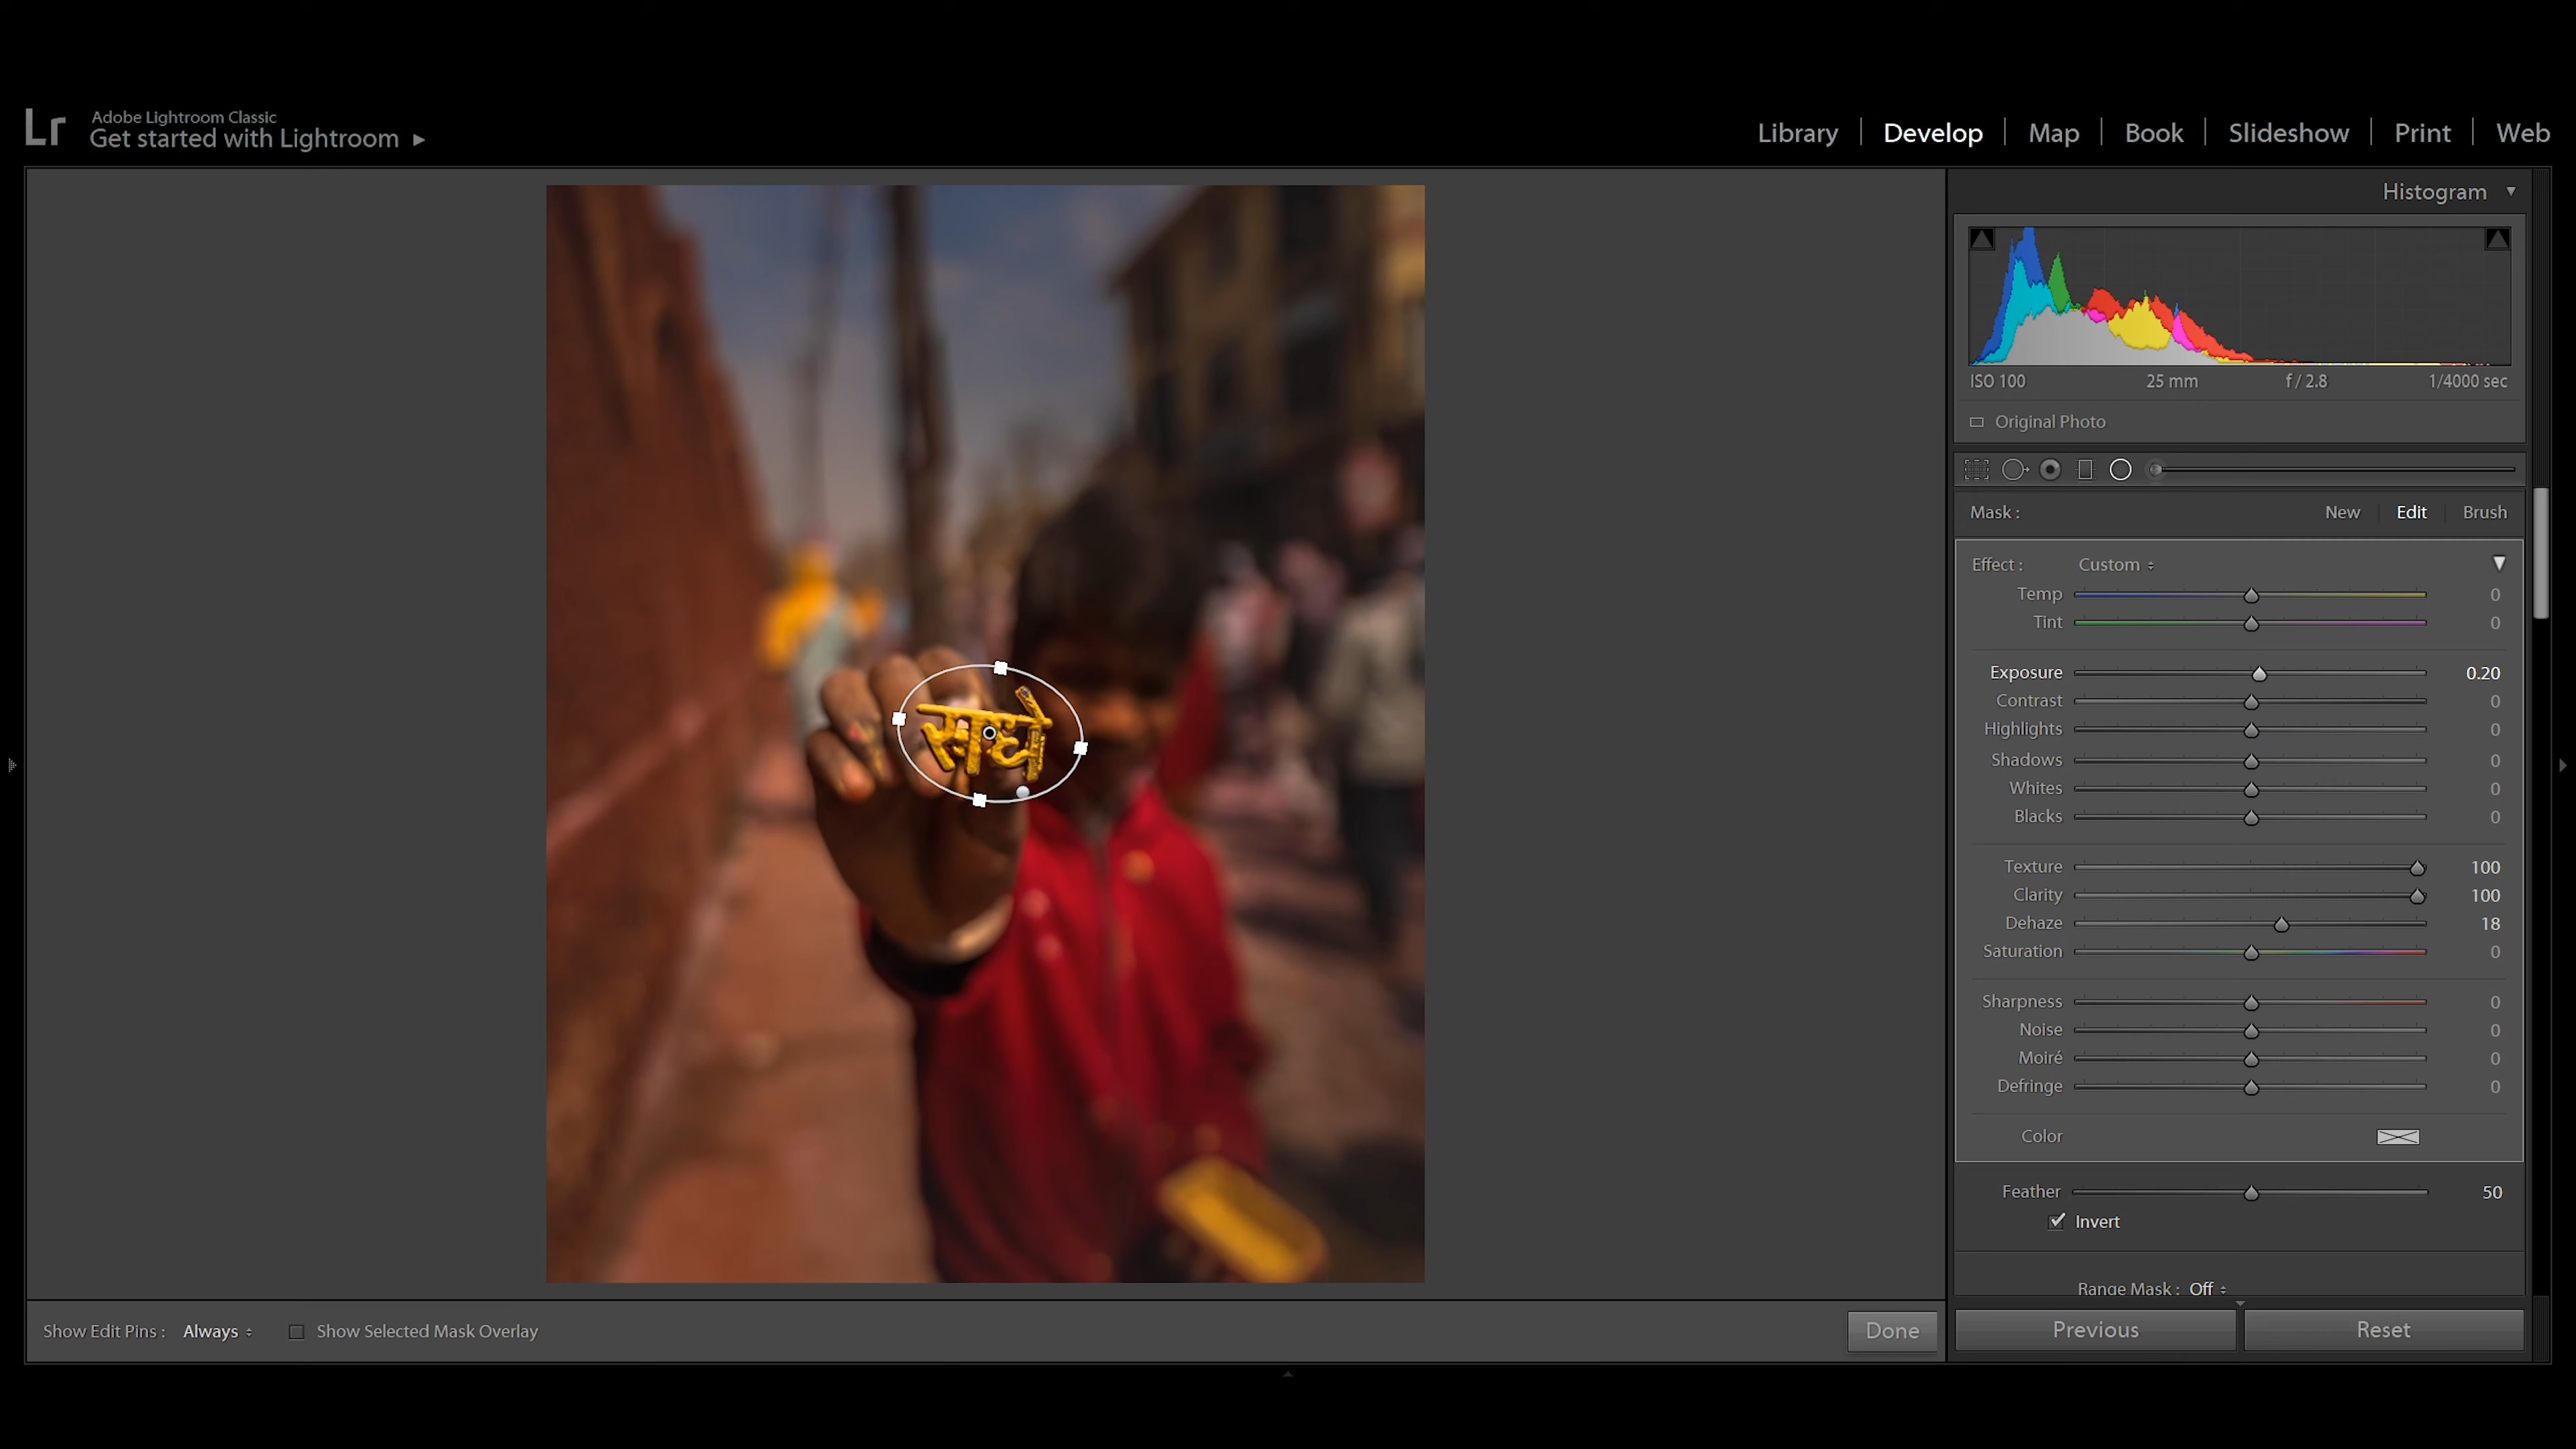 Lr
Adobe Lightroom Classic
Get started with Lightroom ▶
Library Develop Map Book Slideshow Print Web
Histogram
ISO 100 25 mm f / 2.8 1/4000 sec
Original Photo
Mask : New Edit Brush
Effect : Custom
Temp 0
Tint 0
Exposure 0.20
Contrast 0
Highlights 0
Shadows 0
Whites 0
Blacks 0
Texture 100
Clarity 100
Dehaze 18
Saturation 0
Sharpness 0
Noise 0
Moiré 0
Defringe 0
Color
Feather 50
Invert
Range Mask : Off
Show Edit Pins : Always Show Selected Mask Overlay Done
Previous Reset